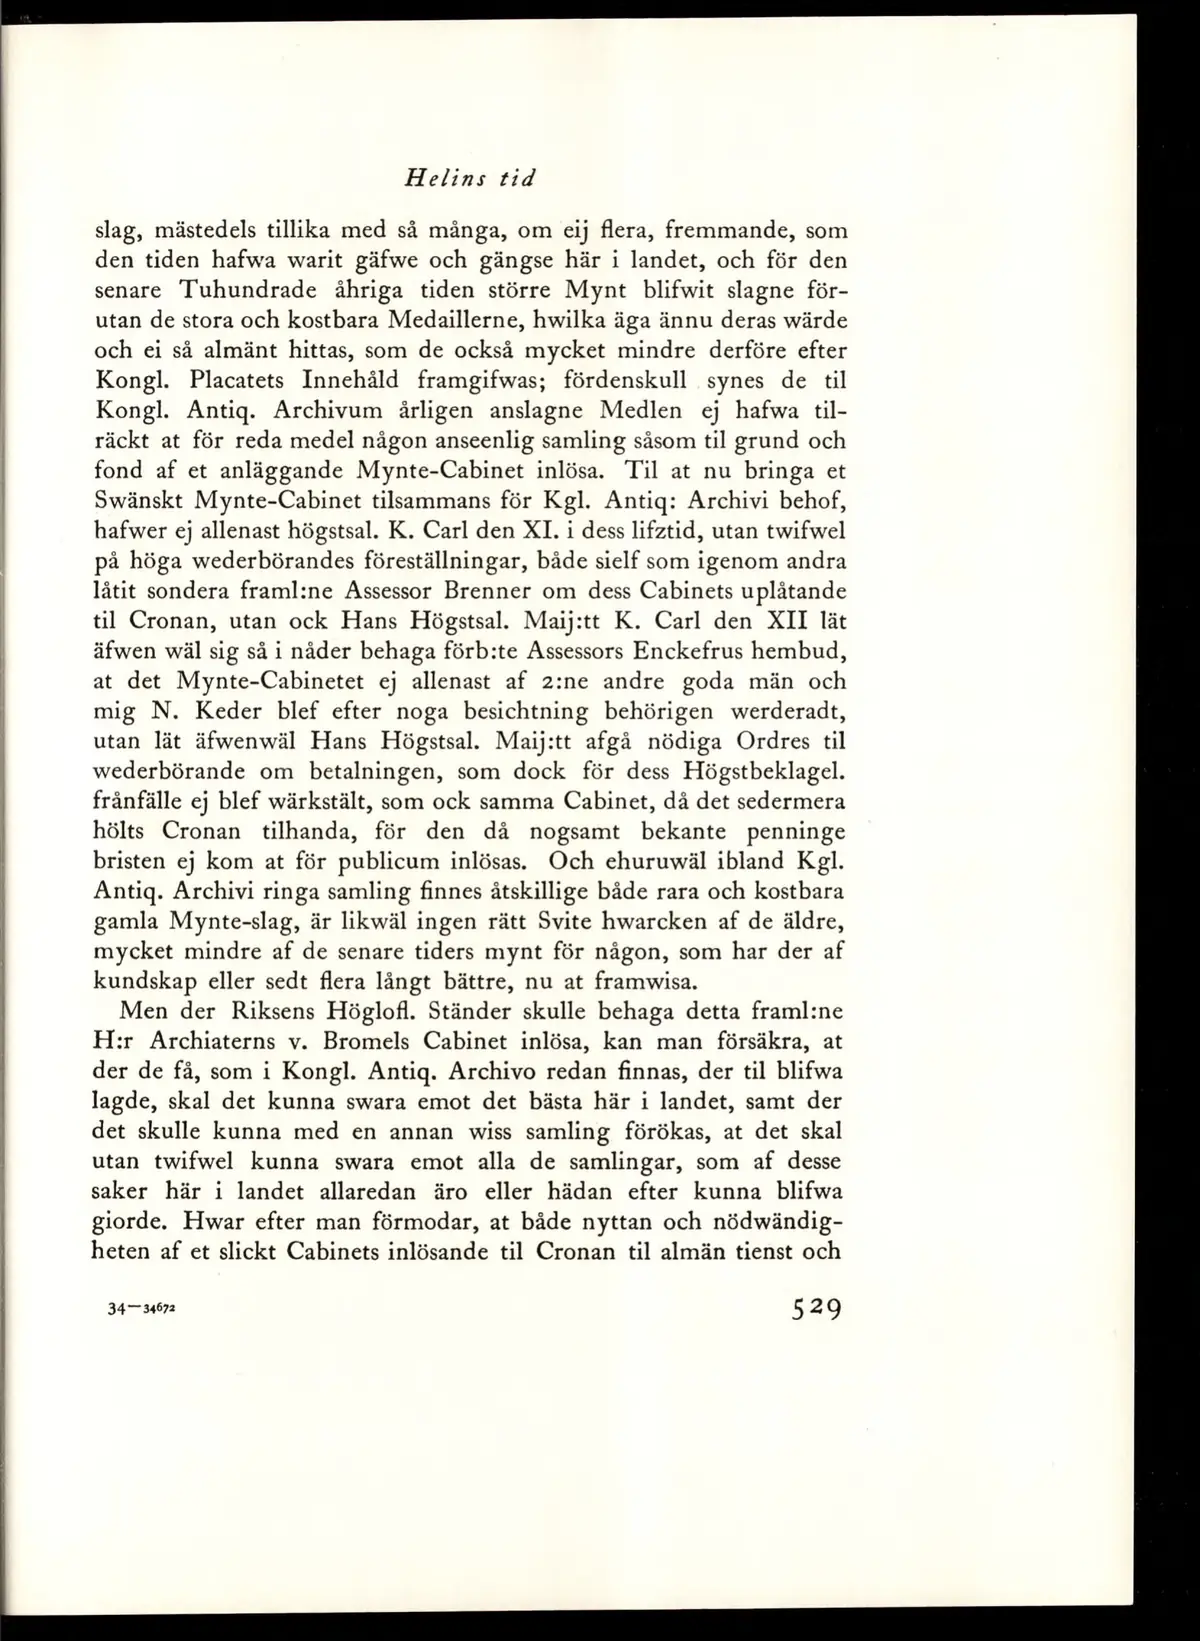 Helins tid
slag, mästedels tillika med så många, om eij flera, fremmande, som
den tiden hafwa warit gäfwe och gängse här i landet, och för den
senare Tuhundrade åhriga tiden större Mynt blifwit slagne för-
utan de stora och kostbara Medaillerne, hwilka äga ännu deras wärde
och ei så almänt hittas, som de också mycket mindre derföre efter
Kongl. Placatets Innehåld framgifwas; fördenskull synes de til
Kongl. Antiq. Archivum årligen anslagne Medlen ej hafwa til-
räckt at för reda medel någon anseenlig samling såsom til grund och
fond af et anläggande Mynte-Cabinet inlösa. Til at nu bringa et
Swänskt Mynte-Cabinet tilsammans för Kgl. Antiq: Archivi behof,
hafwer ej allenast högstsal. K. Carl den XI. i dess lifztid, utan twifwel
på höga wederbörandes föreställningar, både sielf som igenom andra
låtit sondera framl:ne Assessor Brenner om dess Cabinets uplåtande
til Cronan, utan ock Hans Högstsal. Maij:tt K. Carl den XII lät
äfwen wäl sig så i nåder behaga förb:te Assessors Enckefrus hembud,
at det Mynte-Cabinetet ej allenast af 2:ne andre goda män och
mig N. Keder blef efter noga besichtning behörigen werderadt,
utan lät äfwenwäl Hans Högstsal. Maij:tt afgå nödiga Ordres til
wederbörande om betalningen, som dock för dess Högstbeklagel.
frånfälle ej blef wärkstält, som ock samma Cabinet, då det sedermera
hölts Cronan tilhanda, för den då nogsamt bekante penninge
bristen ej kom at för publicum inlösas. Och ehuruwäl ibland Kgl.
Antiq. Archivi ringa samling finnes åtskillige både rara och kostbara
gamla Mynte-slag, är likwäl ingen rätt Svite hwarcken af de äldre,
mycket mindre af de senare tiders mynt för någon, som har der af
kundskap eller sedt flera långt bättre, nu at framwisa.
Men der Riksens Höglofl. Ständer skulle behaga detta framl:ne
H:r Archiaterns v. Bromels Cabinet inlösa, kan man försäkra, at
der de få, som i Kongl. Antiq. Archivo redan finnas, der til blifwa
lagde, skal det kunna swara emot det bästa här i landet, samt der
det skulle kunna med en annan wiss samling förökas, at det skal
utan twifwel kunna swara emot alla de samlingar, som af desse
saker här i landet allaredan äro eller hädan efter kunna blifwa
giorde. Hwar efter man förmodar, at både nyttan och nödwändig-
heten af et slickt Cabinets inlösande til Cronan til almän tienst och
34—34672
529